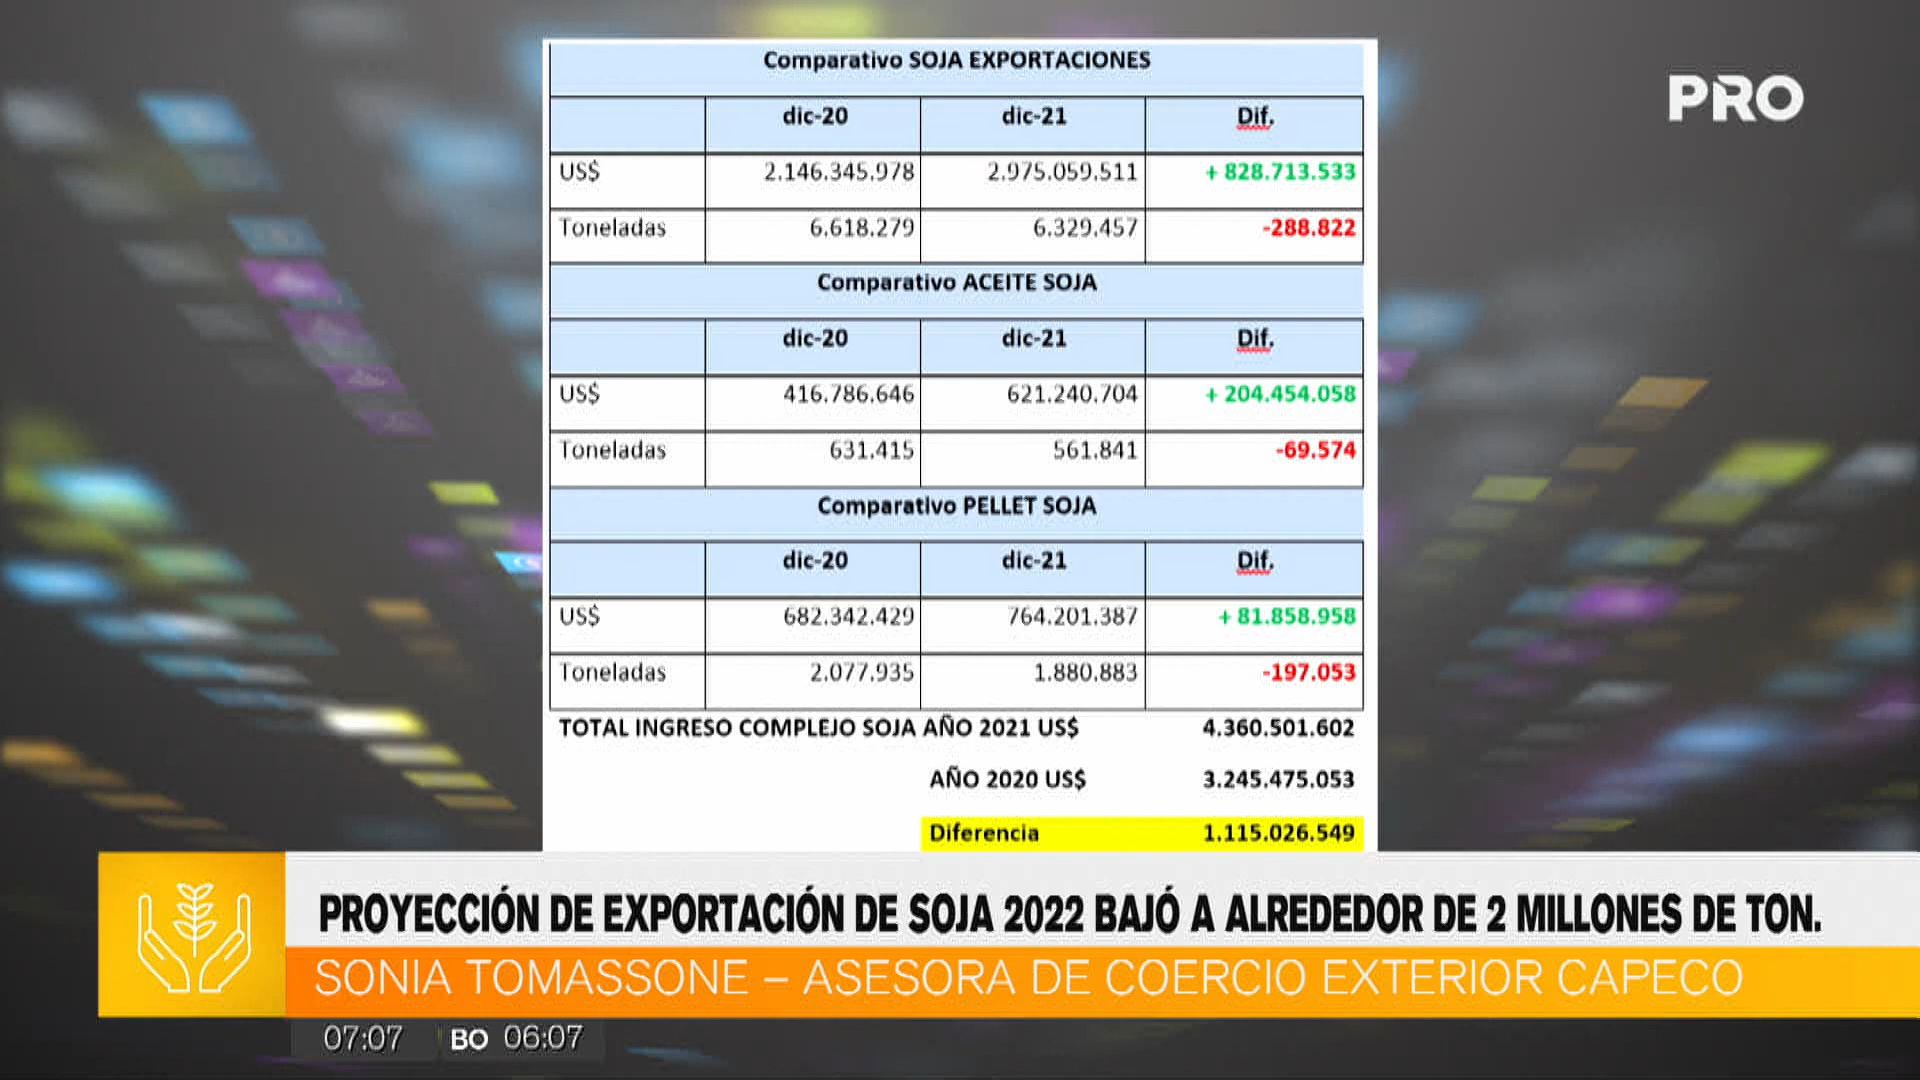 Comparativo SOJA EXPORTACIONES
dic-20 dic-21 Dif.
US$ 2.146.345.978 2.975.059.511 + 828.713.533
Toneladas 6.618.279 6.329.457 -288.822
Comparativo ACEITE SOJA
dic-20 dic-21 Dif.
US$ 416.786.646 621.240.704 + 204.454.058
Toneladas 631.415 561.841 -69.574
Comparativo PELLET SOJA
dic-20 dic-21 Dif.
US$ 682.342.429 764.201.387 + 81.858.958
Toneladas 2.077.935 1.880.883 -197.053
TOTAL INGRESO COMPLEJO SOJA AÑO 2021 US$ 4.360.501.602
AÑO 2020 US$ 3.245.475.053
Diferencia 1.115.026.549
PRO
PROYECCIÓN DE EXPORTACIÓN DE SOJA 2022 BAJÓ A ALREDEDOR DE 2 MILLONES DE TON.
SONIA TOMASSONE – ASESORA DE COERCIO EXTERIOR CAPECO
07:07 BO 06:07